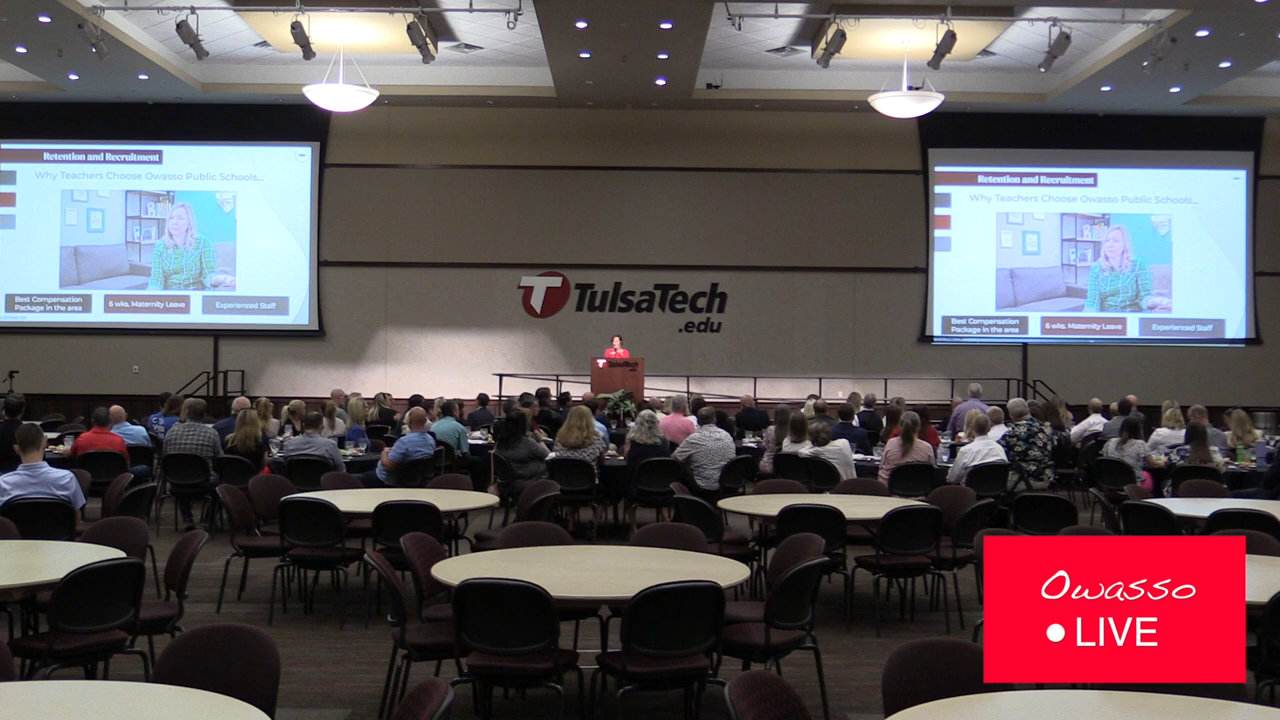 Retention and Recruitment
Why Teachers Choose Owasso Public Schools...
Best Compensation
Package in the area
6 wks. Maternity Leave
Experienced Staff
TulsaTech
.edu
Retention and Recruitment
Why Teachers Choose Owasso Public Schools...
Best Compensation
Package in the area
6 wks. Maternity Leave
Experienced Staff
TulsaTech
Owasso
LIVE